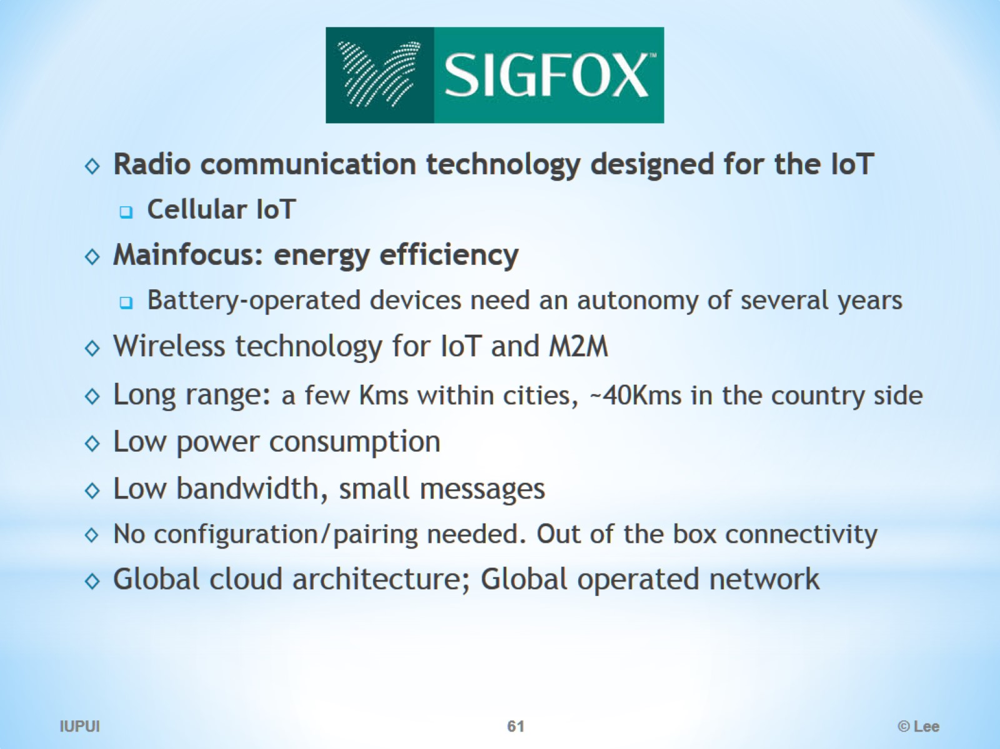 SIGFOX™
◇ Radio communication technology designed for the IoT
❑ Cellular IoT
◇ Mainfocus: energy efficiency
❑ Battery-operated devices need an autonomy of several years
◇ Wireless technology for IoT and M2M
◇ Long range: a few Kms within cities, ~40Kms in the country side
◇ Low power consumption
◇ Low bandwidth, small messages
◇ No configuration/pairing needed. Out of the box connectivity
◇ Global cloud architecture; Global operated network
IUPUI 61 © Lee